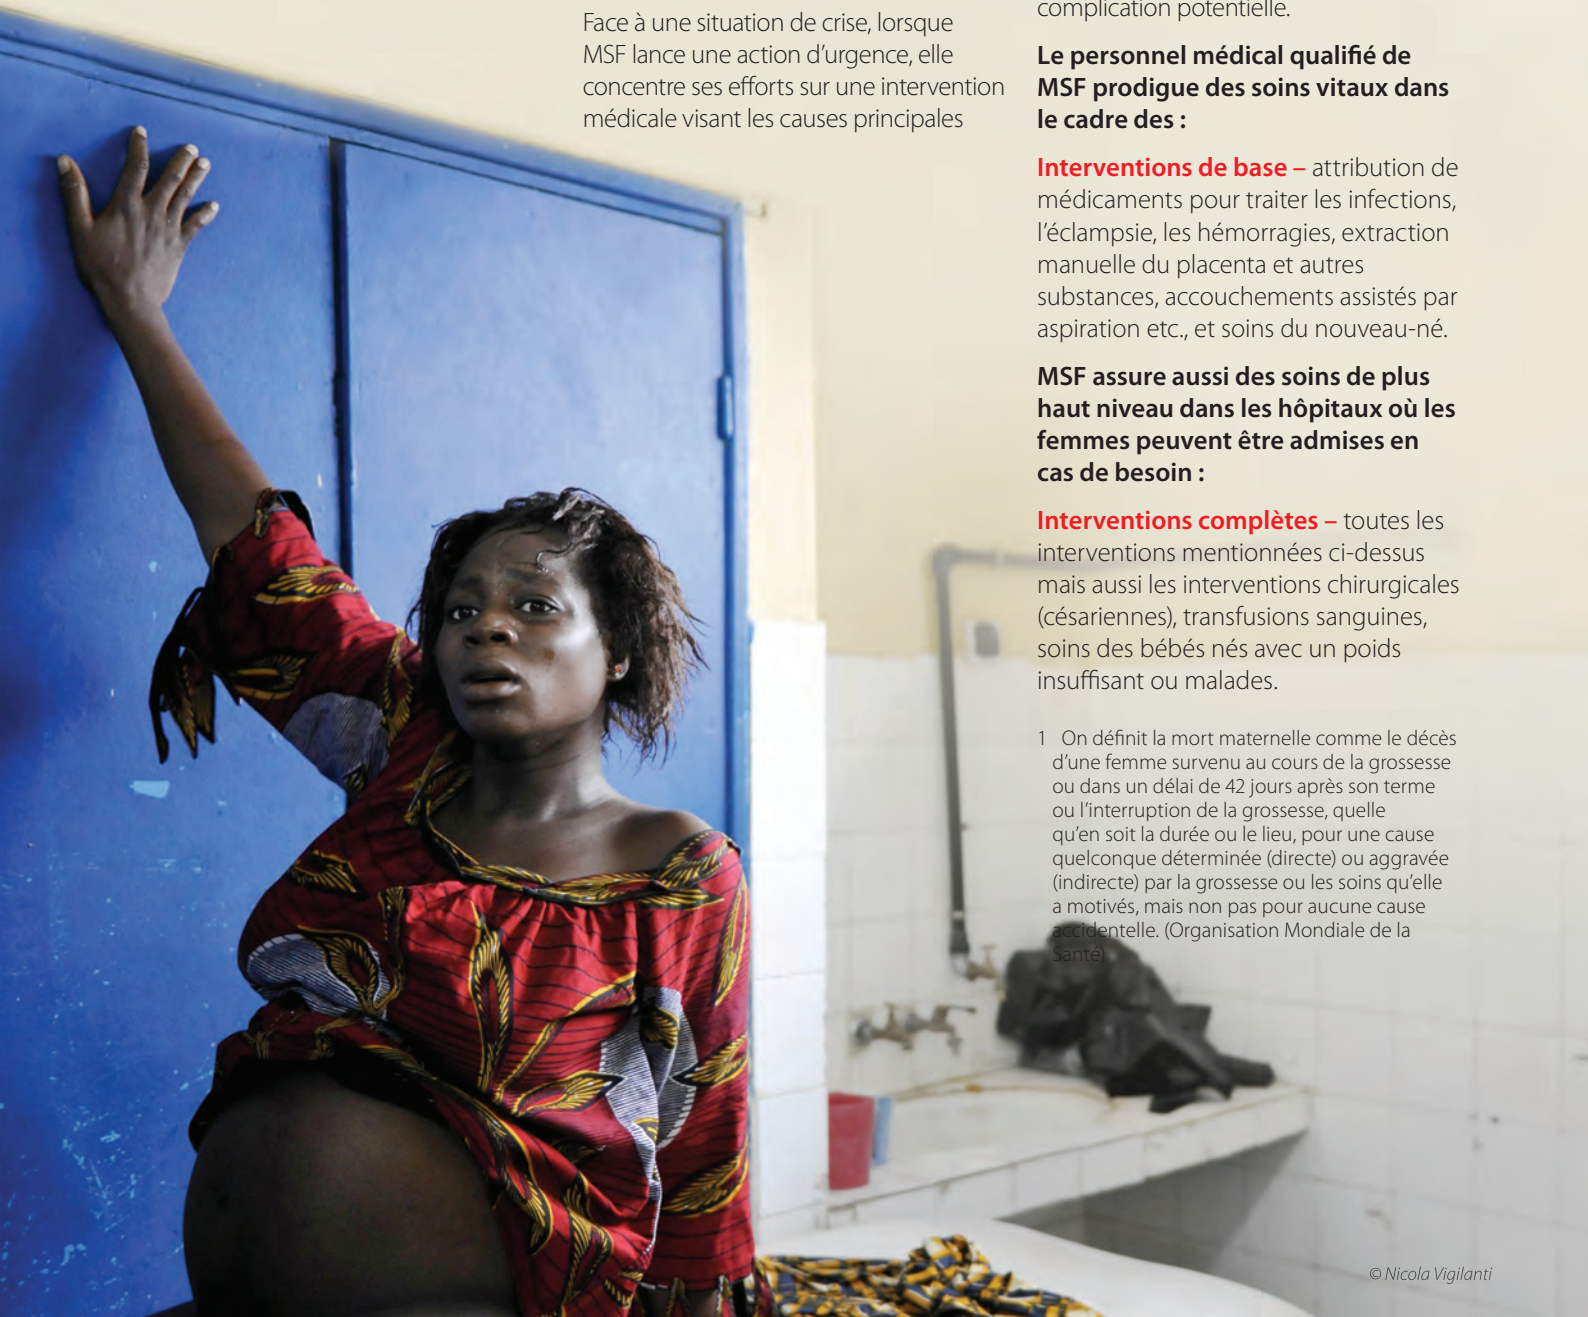 Face à une situation de crise, lorsque
MSF lance une action d'urgence, elle
concentre ses efforts sur une intervention
médicale visant les causes principales
complication potentielle.
Le personnel médical qualifié de
MSF prodigue des soins vitaux dans
le cadre des :
Interventions de base – attribution de
médicaments pour traiter les infections,
l'éclampsie, les hémorragies, extraction
manuelle du placenta et autres
substances, accouchements assistés par
aspiration etc., et soins du nouveau-né.
MSF assure aussi des soins de plus
haut niveau dans les hôpitaux où les
femmes peuvent être admises en
cas de besoin :
Interventions complètes – toutes les
interventions mentionnées ci-dessus
mais aussi les interventions chirurgicales
(césariennes), transfusions sanguines,
soins des bébés nés avec un poids
insuffisant ou malades.
1 On définit la mort maternelle comme le décès
d'une femme survenu au cours de la grossesse
ou dans un délai de 42 jours après son terme
ou l'interruption de la grossesse, quelle
qu'en soit la durée ou le lieu, pour une cause
quelconque déterminée (directe) ou aggravée
(indirecte) par la grossesse ou les soins qu'elle
a motivés, mais non pas pour aucune cause
accidentelle. (Organisation Mondiale de la
Santé)
© Nicola Vigilanti